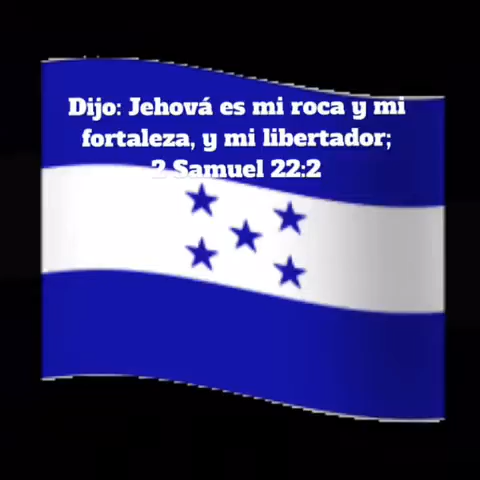 Dijo: Jehová es mi roca y mi
fortaleza, y mi libertador;
2 Samuel 22:2